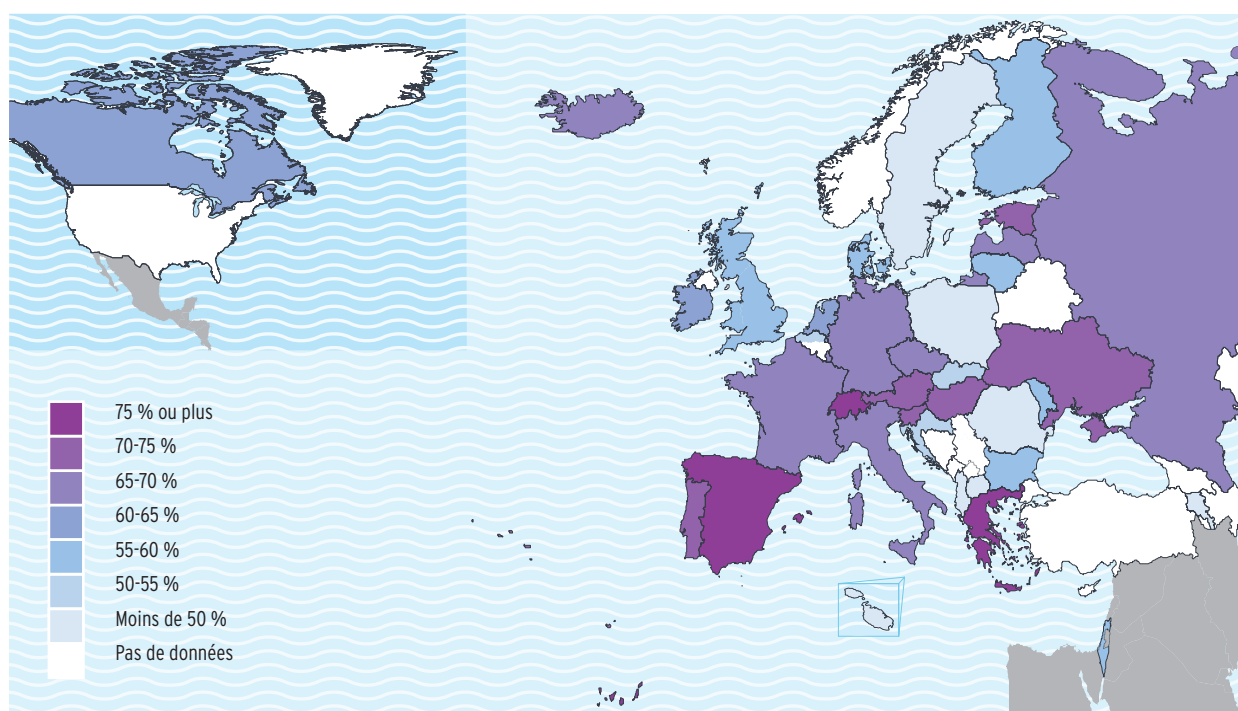 75 % ou plus
70-75 %
65-70 %
60-65 %
55-60 %
50-55 %
Moins de 50 %
Pas de données